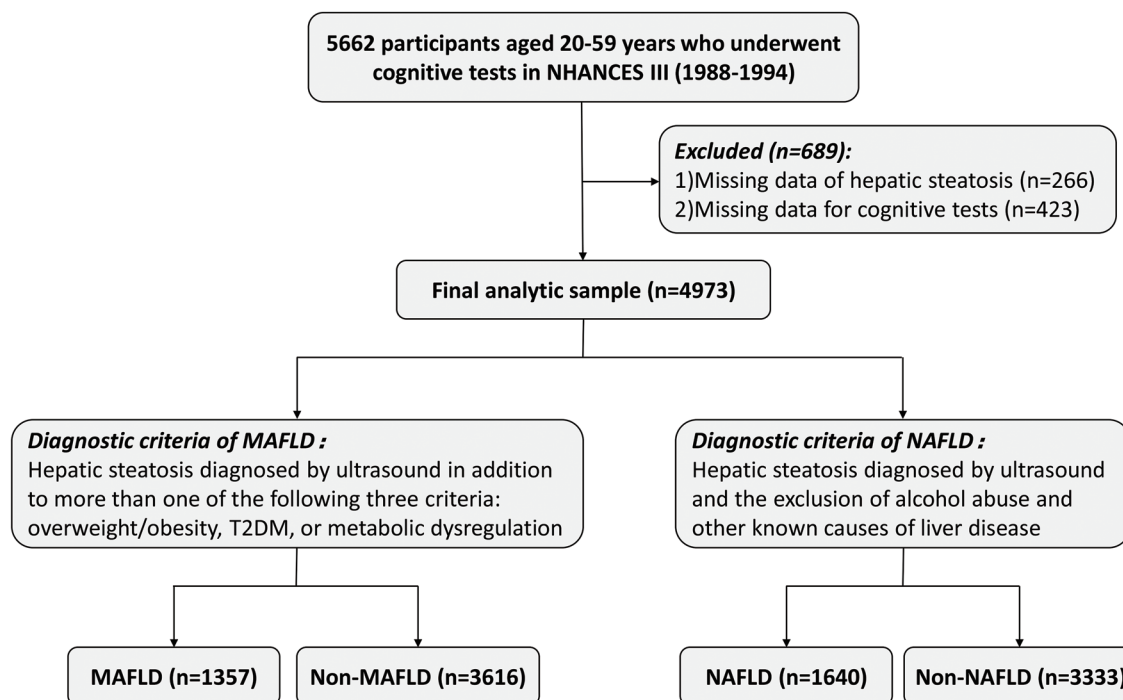 5662 participants aged 20-59 years who underwent
cognitive tests in NHANCES III (1988-1994)
Excluded (n=689):
1)Missing data of hepatic steatosis (n=266)
2)Missing data for cognitive tests (n=423)
Final analytic sample (n=4973)
Diagnostic criteria of MAFLD:
Hepatic steatosis diagnosed by ultrasound in addition
to more than one of the following three criteria:
overweight/obesity, T2DM, or metabolic dysregulation
Diagnostic criteria of NAFLD:
Hepatic steatosis diagnosed by ultrasound
and the exclusion of alcohol abuse and
other known causes of liver disease
MAFLD (n=1357)
Non-MAFLD (n=3616)
NAFLD (n=1640)
Non-NAFLD (n=3333)